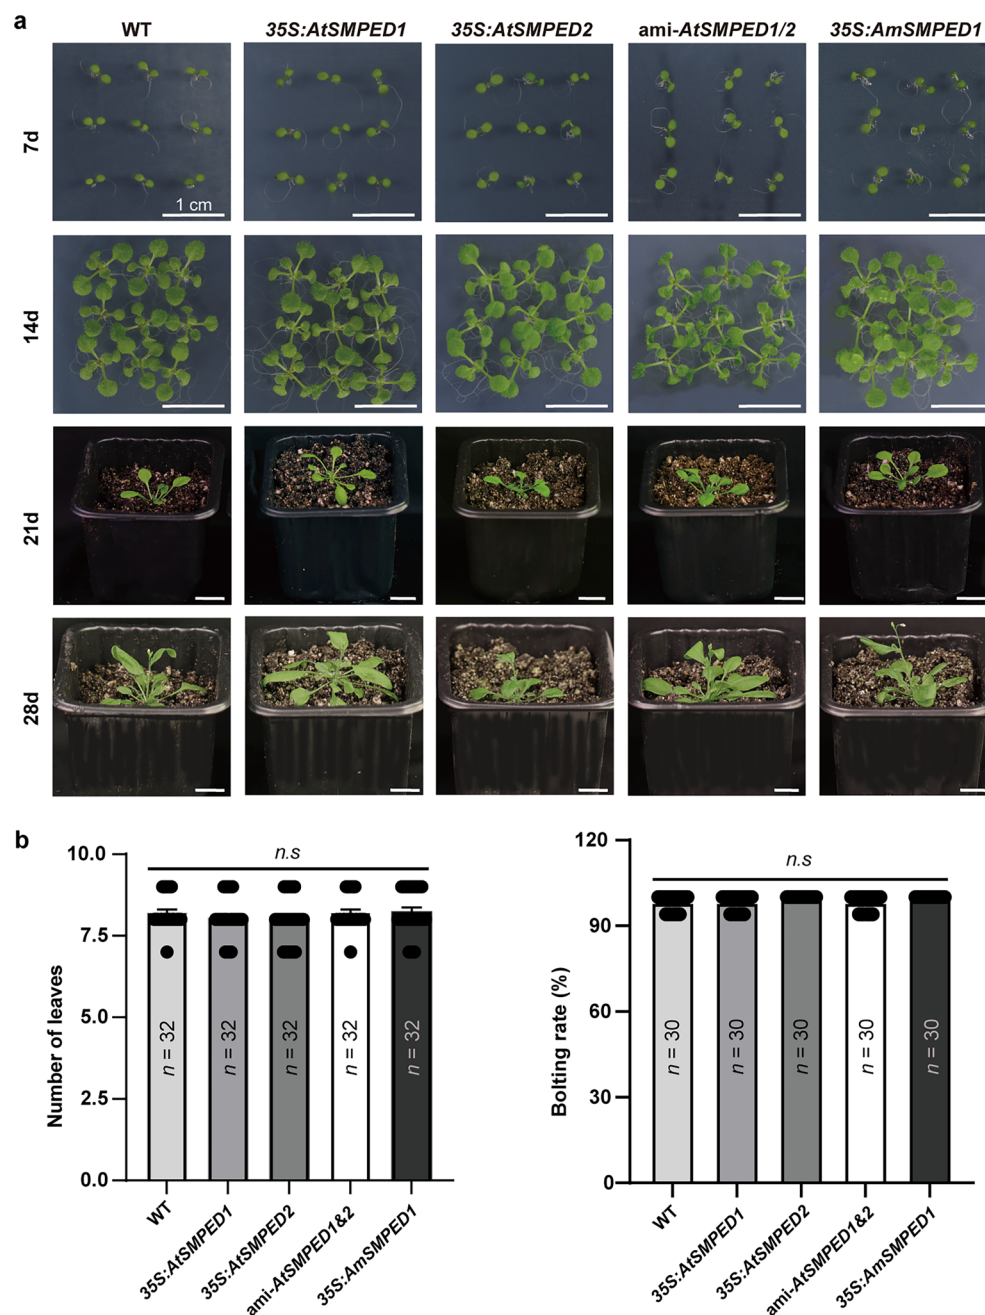 a
WT
35S:AtSMPED1
35S:AtSMPED2
ami-AtSMPED1/2
35S:AmSMPED1
7d
1 cm
14d
21d
28d
b
Number of leaves
10.0
7.5
5.0
2.5
0.0
n.s
n = 32
n = 32
n = 32
n = 32
n = 32
WT
35S:AtSMPED1
35S:AtSMPED2
ami-AtSMPED1&2
35S:AmSMPED1
Bolting rate (%)
120
90
60
30
0
n.s
n = 30
n = 30
n = 30
n = 30
n = 30
WT
35S:AtSMPED1
35S:AtSMPED2
ami-AtSMPED1&2
35S:AmSMPED1